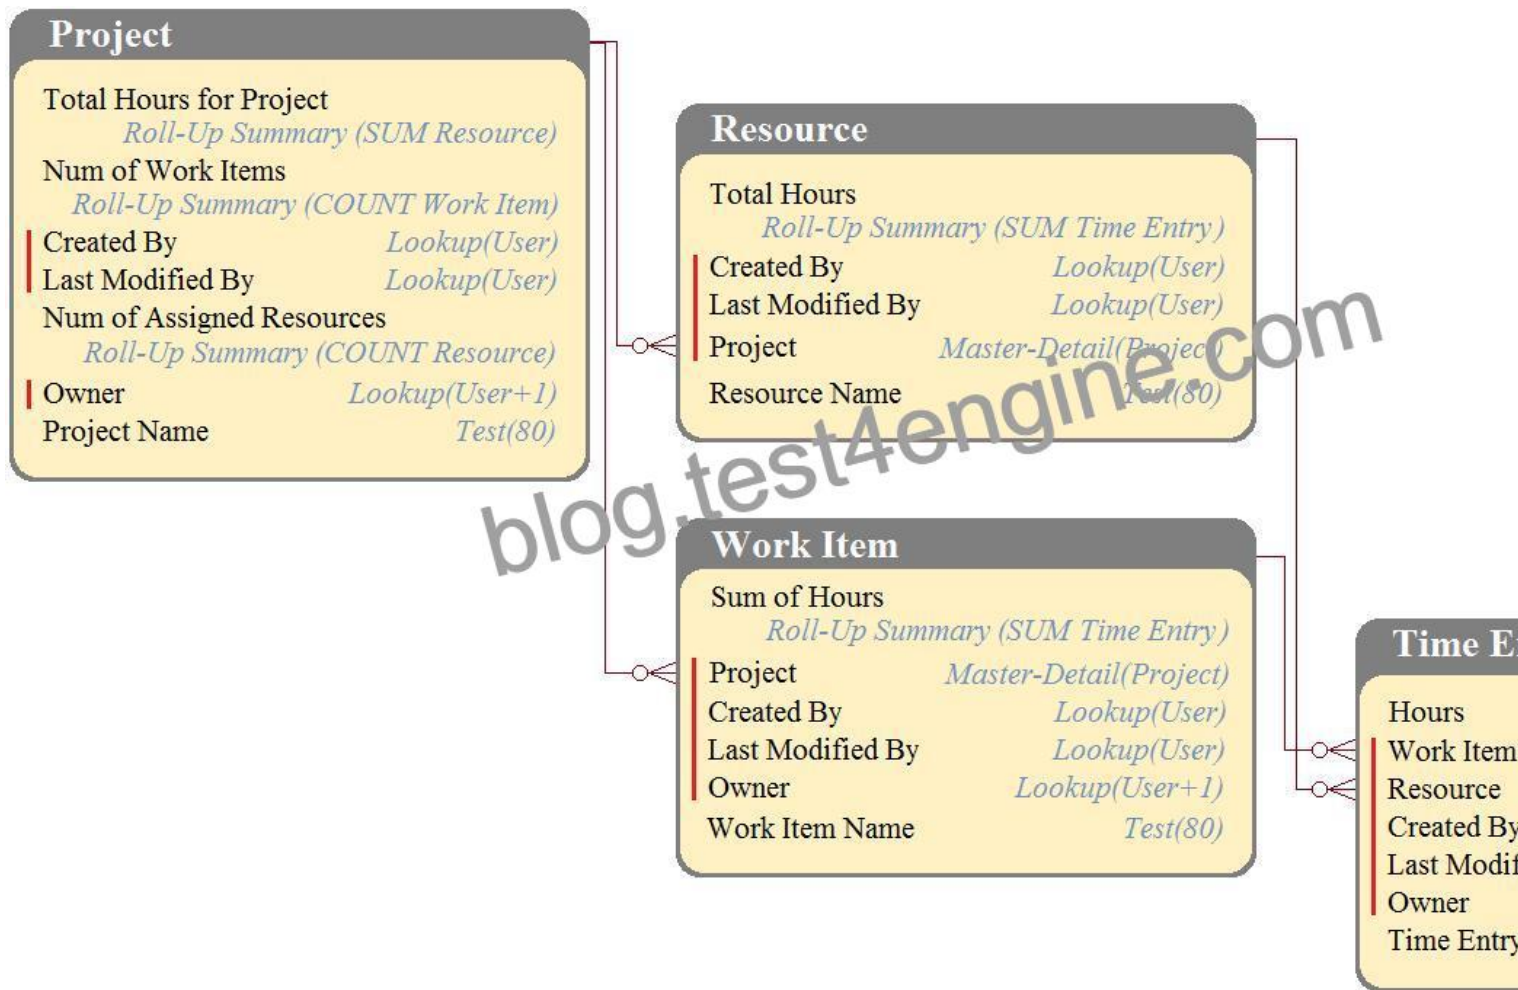 Project
Total Hours for Project
Roll-Up Summary (SUM Resource)
Num of Work Items
Roll-Up Summary (COUNT Work Item)
Created By Lookup(User)
Last Modified By Lookup(User)
Num of Assigned Resources
Roll-Up Summary (COUNT Resource)
Owner Lookup(User+1)
Project Name Test(80)
Resource
Total Hours
Roll-Up Summary (SUM Time Entry)
Created By Lookup(User)
Last Modified By Lookup(User)
Project Master-Detail(Project)
Resource Name Test(80)
blog.test4engine.com
Work Item
Sum of Hours
Roll-Up Summary (SUM Time Entry)
Project Master-Detail(Project)
Created By Lookup(User)
Last Modified By Lookup(User)
Owner Lookup(User+1)
Work Item Name Test(80)
Time
Hours
Work Item
Resource
Created By
Last
Owner
Time Entry